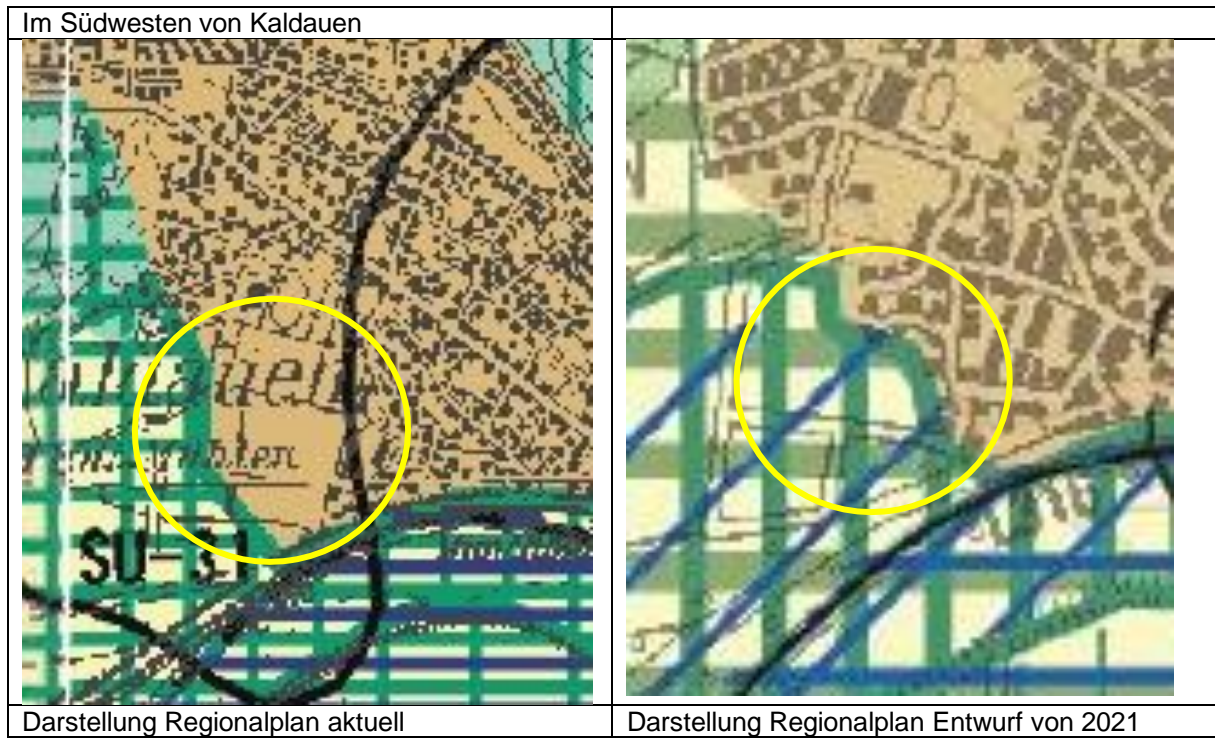 Im Südwesten von Kaldauen
SU-31
Darstellung Regionalplan aktuell
Darstellung Regionalplan Entwurf von 2021